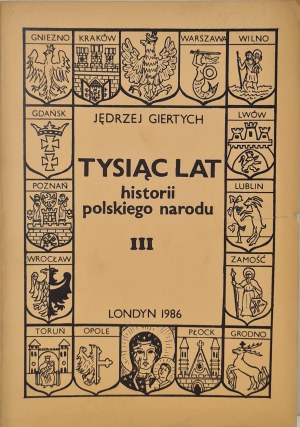 GNIEZNO KRAKÓW WARSZAWA WILNO
GDAŃSK JĘDRZEJ GIERTYCH LWÓW
TYSIĄC LAT
historii
polskiego narodu
POZNAŃ LUBLIN
III
WROCŁAW ZAMOŚĆ
LONDYN 1986
TORUŃ OPOLE PŁOCK GRODNO